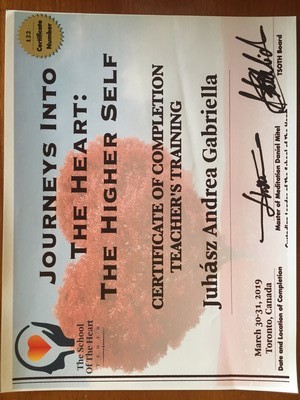 123
Certificate
Number
JOURNEYS INTO
THE HEART:
THE HIGHER SELF
CERTIFICATE OF COMPLETION
TEACHER'S TRAINING
Juhász Andrea Gabriella
The School
Of The Heart
March 30-31, 2019
Toronto, Canada
Date and Location of Completion
Master of Meditation Daniel Mitel
TSOTH Board